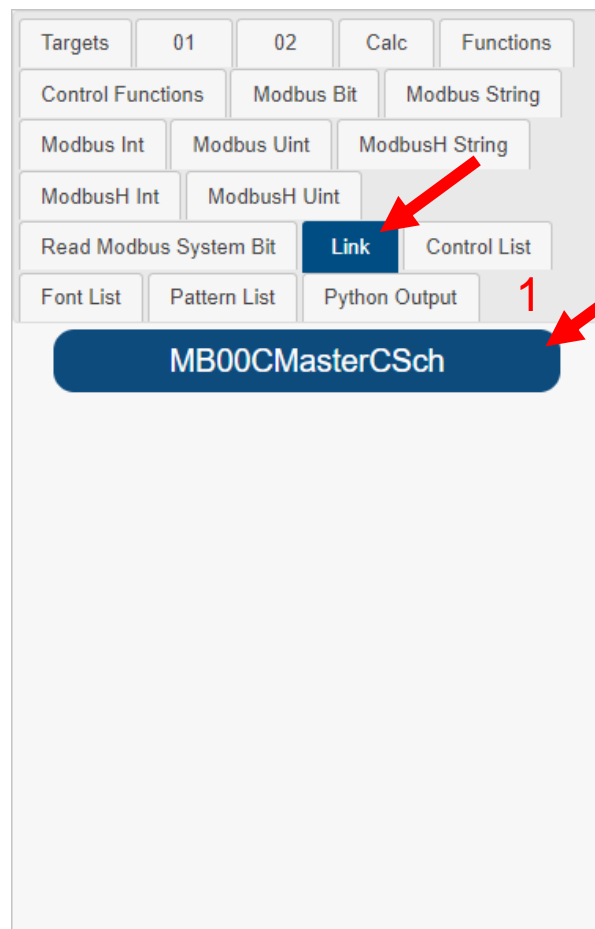 Targets 01 02 Calc Functions
Control Functions Modbus Bit Modbus String
Modbus Int Modbus Uint ModbusH String
ModbusH Int ModbusH Uint
Read Modbus System Bit Link Control List
Font List Pattern List Python Output 1
MB00CMasterCSch